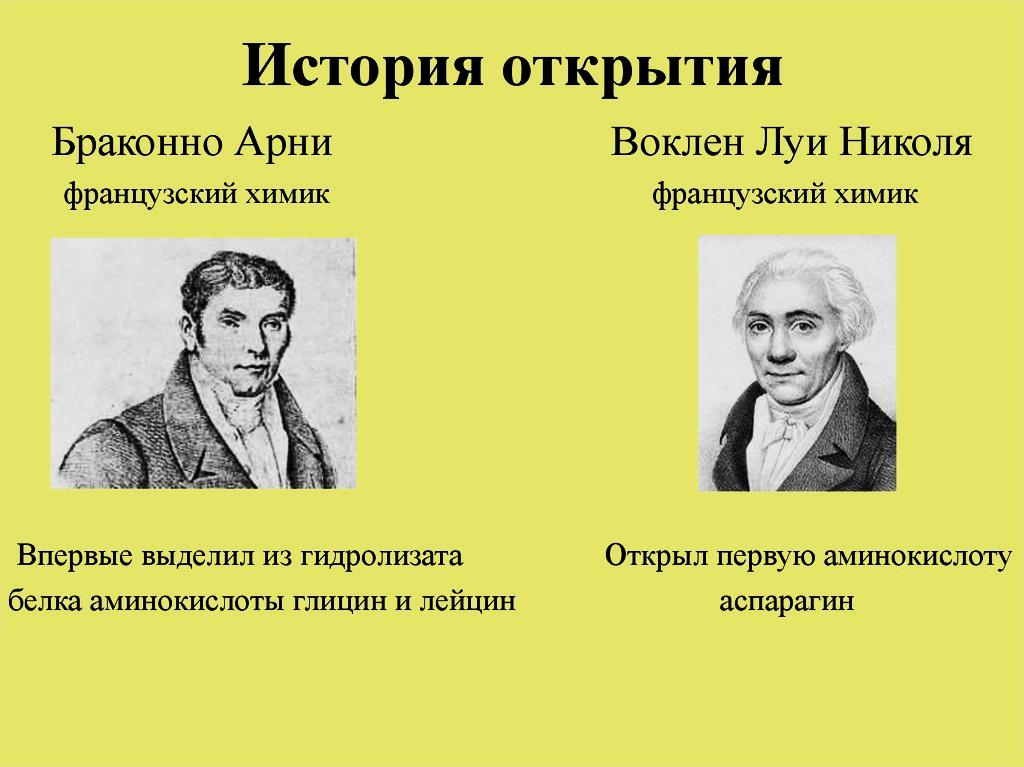 История открытия
Браконно Арни
французский химик
Воклен Луи Николя
французский химик
Впервые выделил из гидролизата
белка аминокислоты глицин и лейцин
Открыл первую аминокислоту
аспарагин